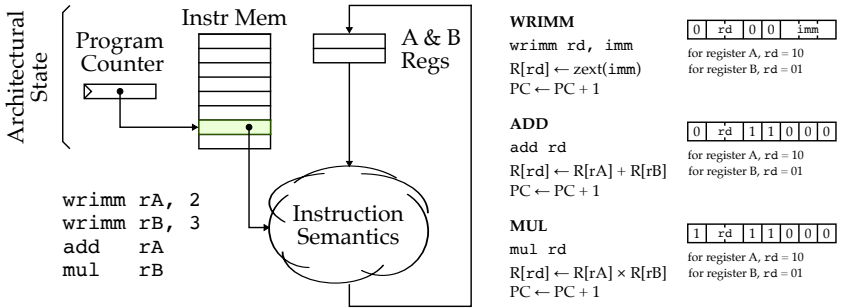 Architectural
State
Program
Counter
Instr Mem
A & B
Regs
Instruction
Semantics
wrimm rA, 2
wrimm rB, 3
add rA
mul rB
WRIMM
wrimm rd, imm
R[rd] ← zext(imm)
PC ← PC + 1
0 rd 0 0 imm
for register A, rd = 10
for register B, rd = 01
ADD
add rd
R[rd] ← R[rA] + R[rB]
PC ← PC + 1
0 rd 1 1 0 0 0
for register A, rd = 10
for register B, rd = 01
MUL
mul rd
R[rd] ← R[rA] × R[rB]
PC ← PC + 1
1 rd 1 1 0 0 0
for register A, rd = 10
for register B, rd = 01